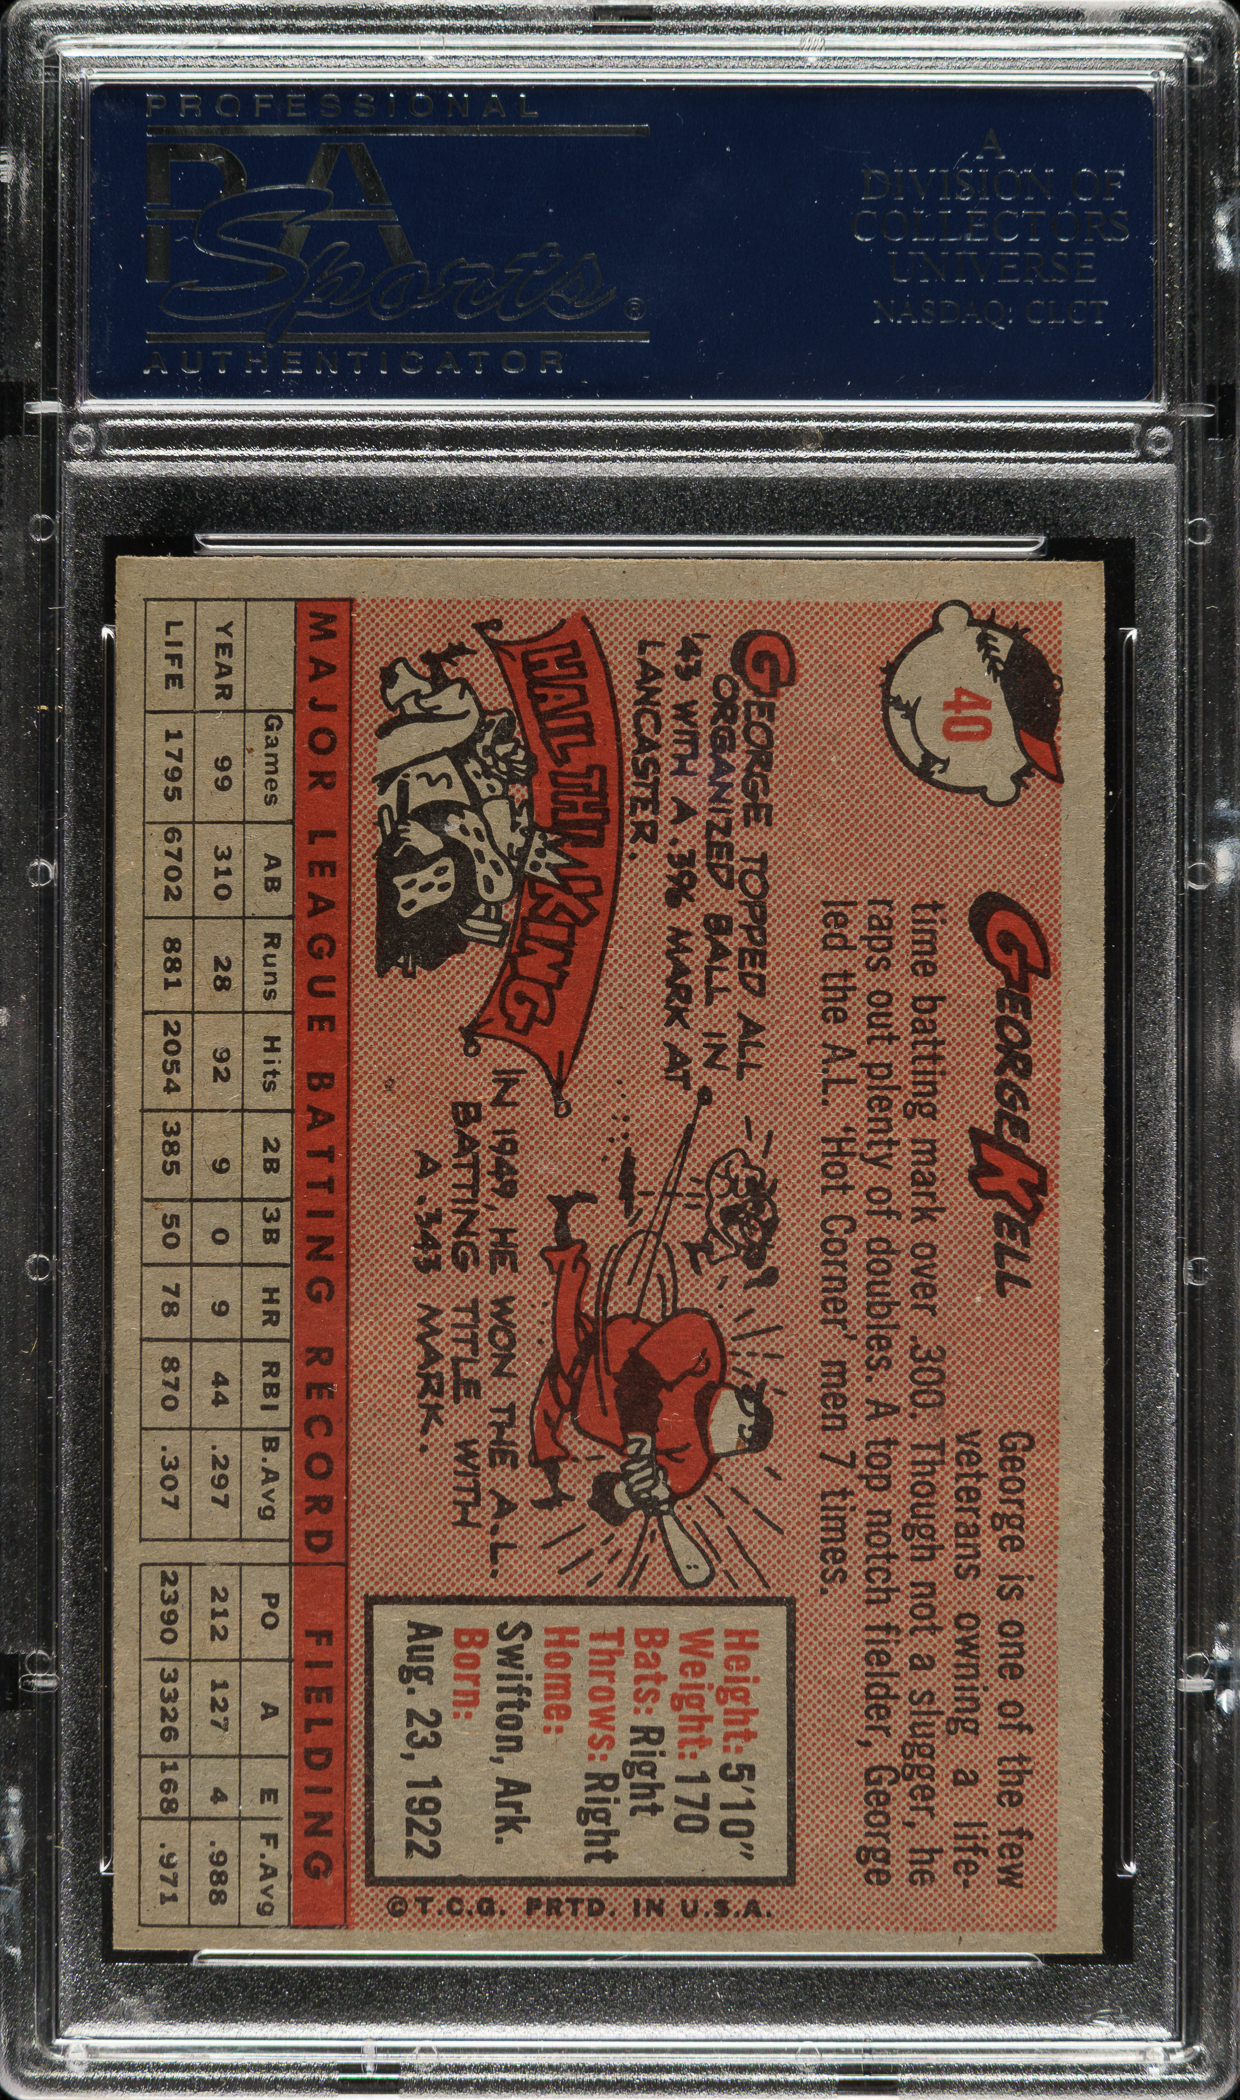 PROFESSIONAL
PSA
Sports®
AUTHENTICATOR
A
DIVISION OF
COLLECTORS
UNIVERSE
NASDAQ: CLCT
40
GEORGE KELL
George is one of the few
veterans owning a life-
time batting mark over .300. Though not a slugger, he
raps out plenty of doubles. A top notch fielder, George
led the A.L. 'Hot Corner' men 7 times.
GEORGE TOPPED ALL
ORGANIZED BALL IN
'43 WITH A .396 MARK AT
LANCASTER.
HAIL TH KING
IN 1949, HE WON THE A.L.
BATTING TITLE WITH
A .343 MARK.
Height: 5'10"
Weight: 170
Bats: Right
Throws: Right
Home:
Swifton, Ark.
Born:
Aug. 23, 1922
©T.C.G. PRTD. IN U.S.A.
MAJOR LEAGUE BATTING RECORD FIELDING
Games AB Runs Hits 2B 3B HR RBI B.Avg PO A E F.Avg
YEAR 99 310 28 92 9 0 9 44 .297 212 127 4 .988
LIFE 1795 6702 881 2054 385 50 78 870 .307 2390 3326 168 .971